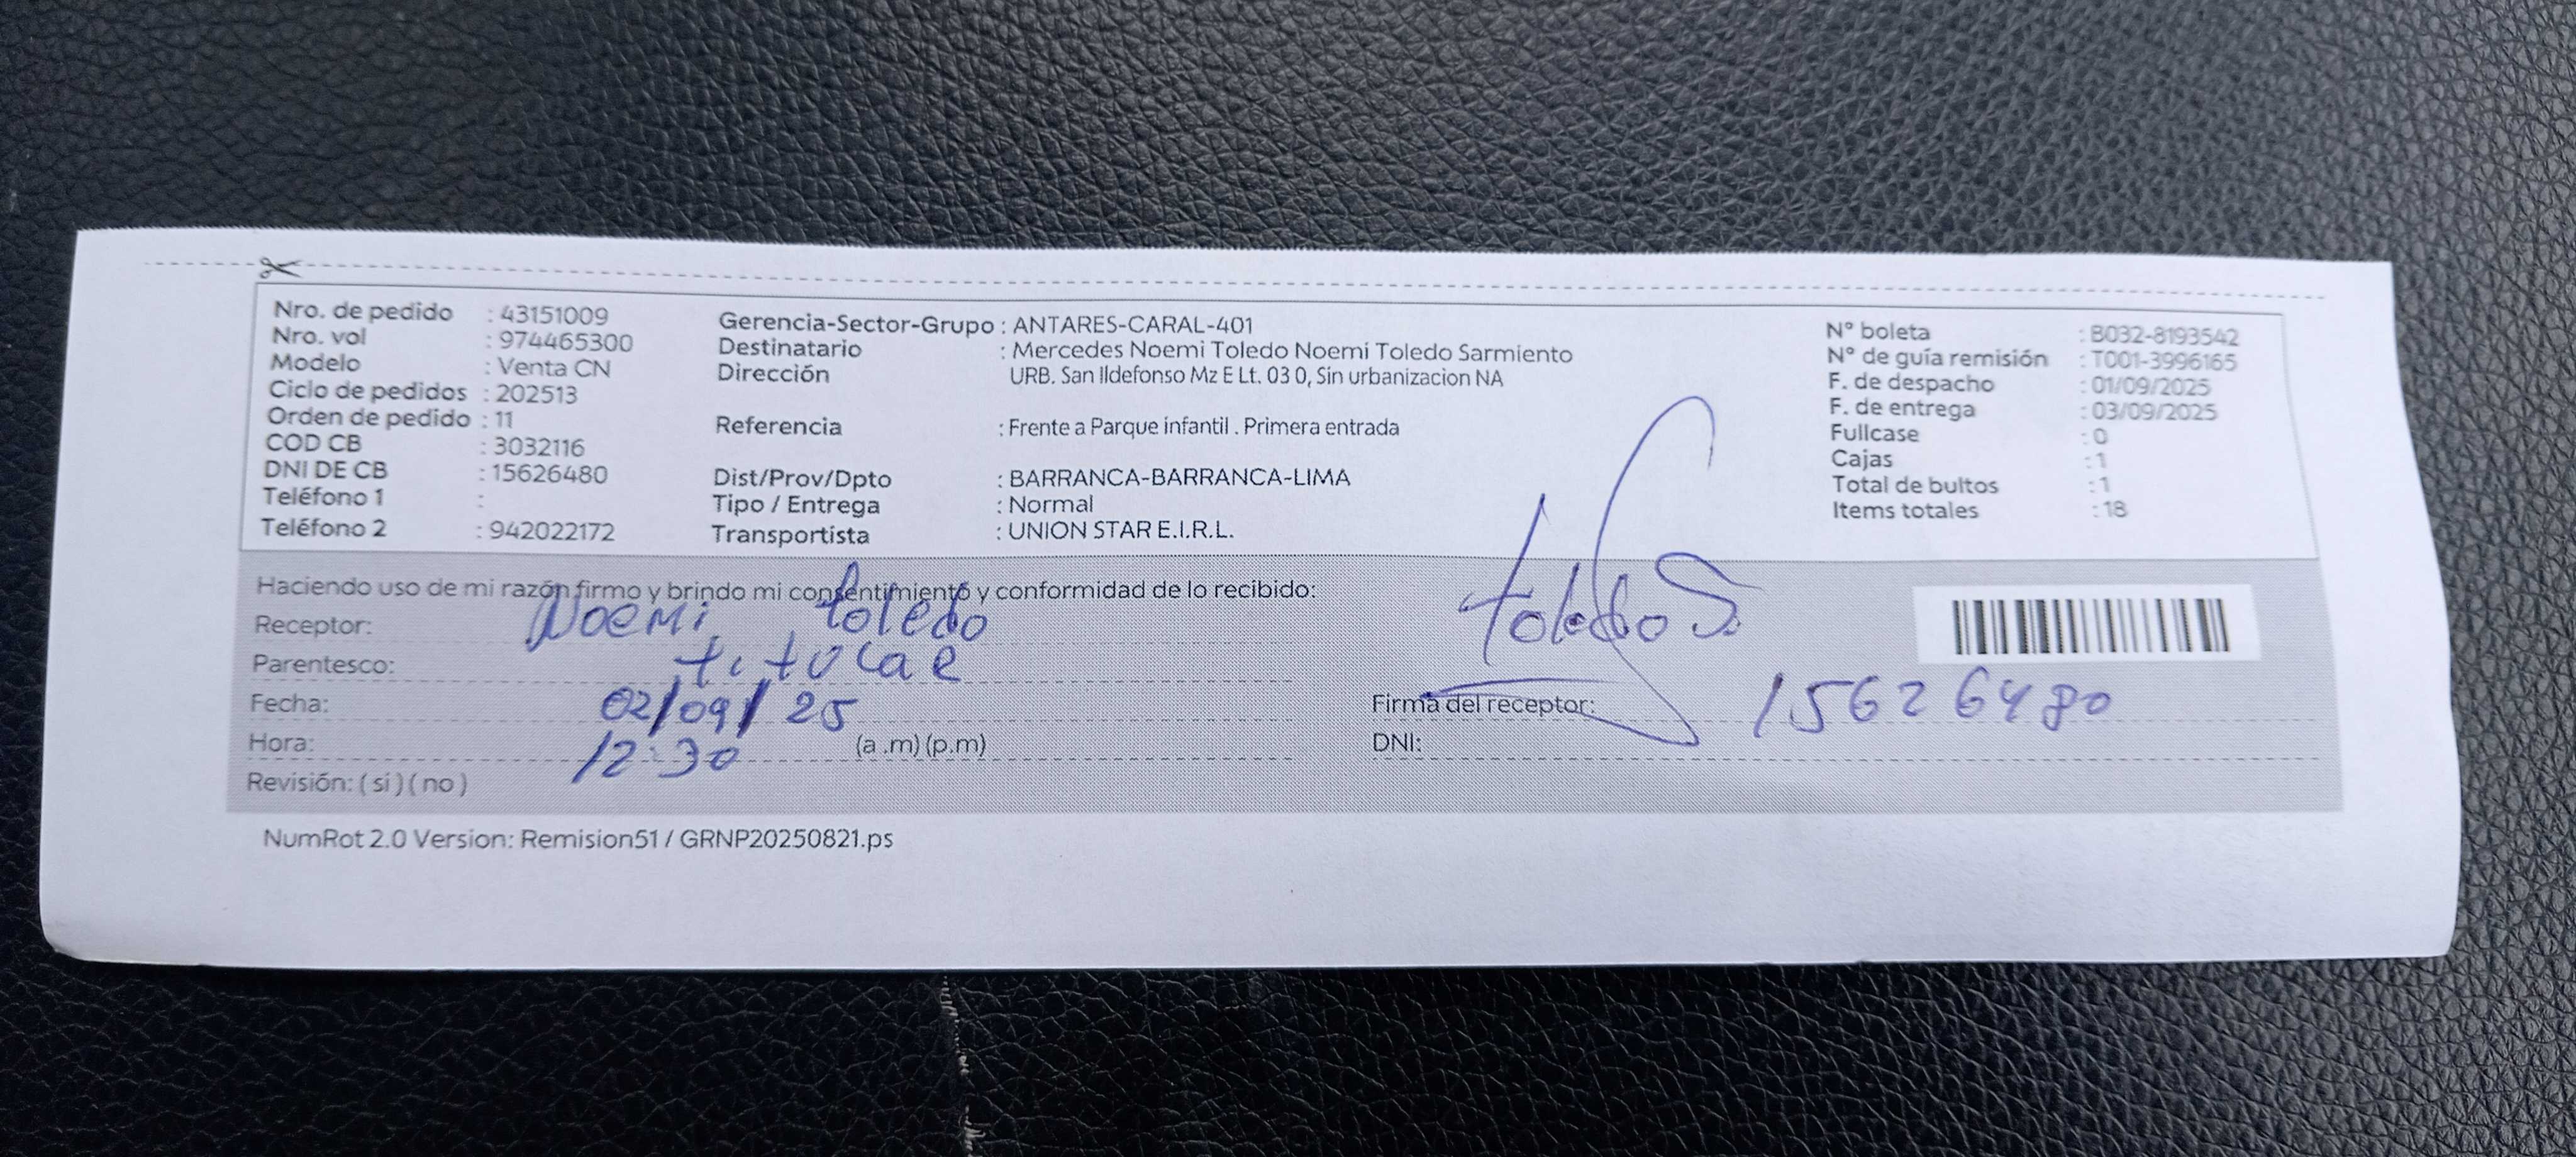 Nro. de pedido : 43151009
Nro. vol : 974465300
Modelo : Venta CN
Ciclo de pedidos : 202513
Orden de pedido : 11
COD CB : 3032116
DNI DE CB : 15626480
Teléfono 1 :
Teléfono 2 : 942022172
Gerencia-Sector-Grupo : ANTARES-CARAL-401
Destinatario : Mercedes Noemi Toledo Noemi Toledo Sarmiento
Dirección URB. San Ildefonso Mz E Lt. 03 0, Sin urbanizacion NA
Referencia : Frente a Parque infantil . Primera entrada
Dist/Prov/Dpto : BARRANCA-BARRANCA-LIMA
Tipo / Entrega : Normal
Transportista : UNION STAR E.I.R.L.
N° boleta : B032-8193542
N° de guía remisión : T001-3996165
F. de despacho : 01/09/2025
F. de entrega : 03/09/2025
Fullcase : 0
Cajas : 1
Total de bultos : 1
Items totales : 18
Haciendo uso de mi razón firmo y brindo mi consentimiento y conformidad de lo recibido:
Receptor: Noemi toledo
Parentesco: titular
Fecha: 02/09/25
Hora: 12:30 (a .m) (p.m)
Revisión: ( si ) ( no )
toledo S.
Firma del receptor:
DNI: 15626480
NumRot 2.0 Version: Remision51 / GRNP20250821.ps